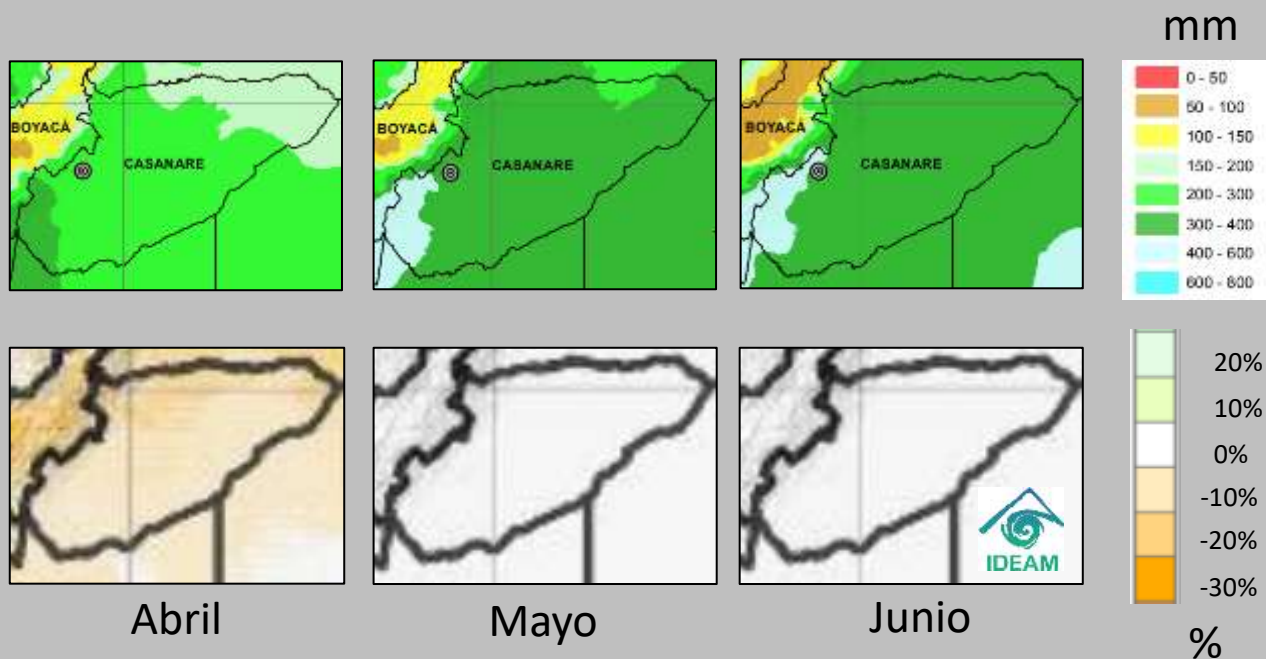 mm
BOYACÁ
CASANARE
BOYACÁ
CASANARE
BOYACÁ
CASANARE
0 - 50
50 - 100
100 - 150
150 - 200
200 - 300
300 - 400
400 - 600
600 - 800
20%
10%
0%
-10%
-20%
-30%
%
IDEAM
Abril
Mayo
Junio